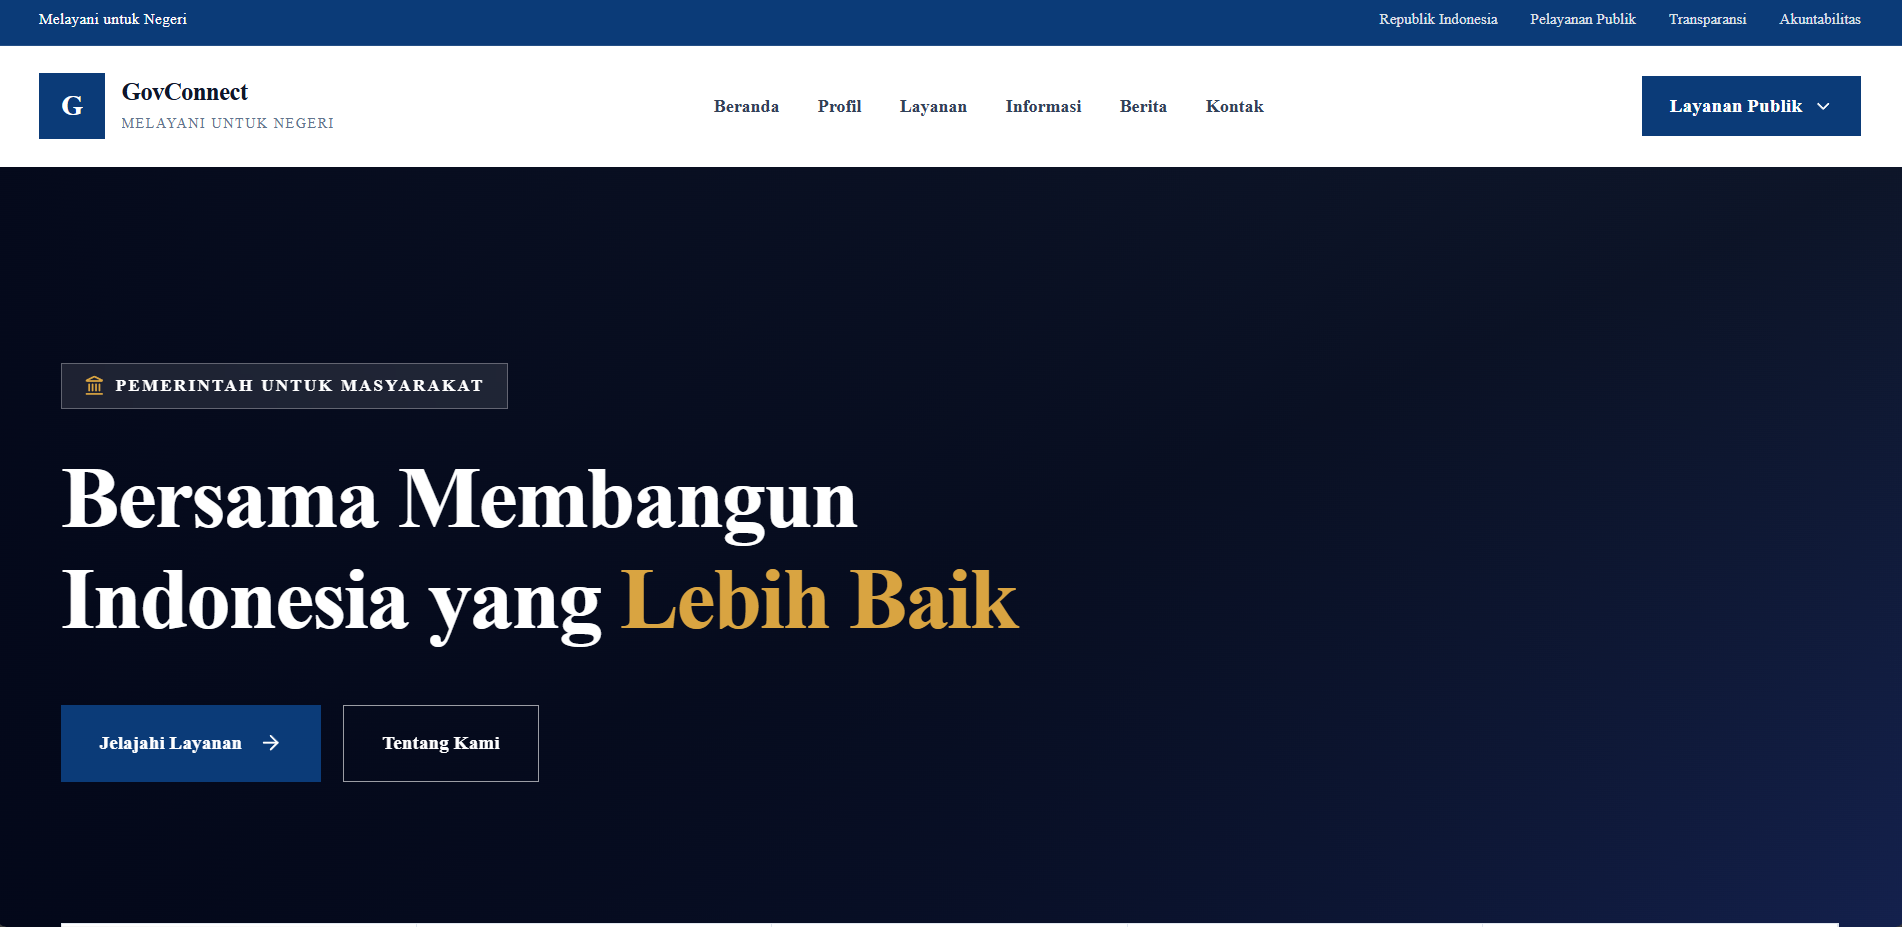 Melayani untuk Negeri
Republik Indonesia
Pelayanan Publik
Transparansi
Akuntabilitas
G
GovConnect
MELAYANI UNTUK NEGERI
Beranda
Profil
Layanan
Informasi
Berita
Kontak
Layanan Publik
PEMERINTAH UNTUK MASYARAKAT
Bersama Membangun
Indonesia yang Lebih Baik
Jelajahi Layanan
Tentang Kami